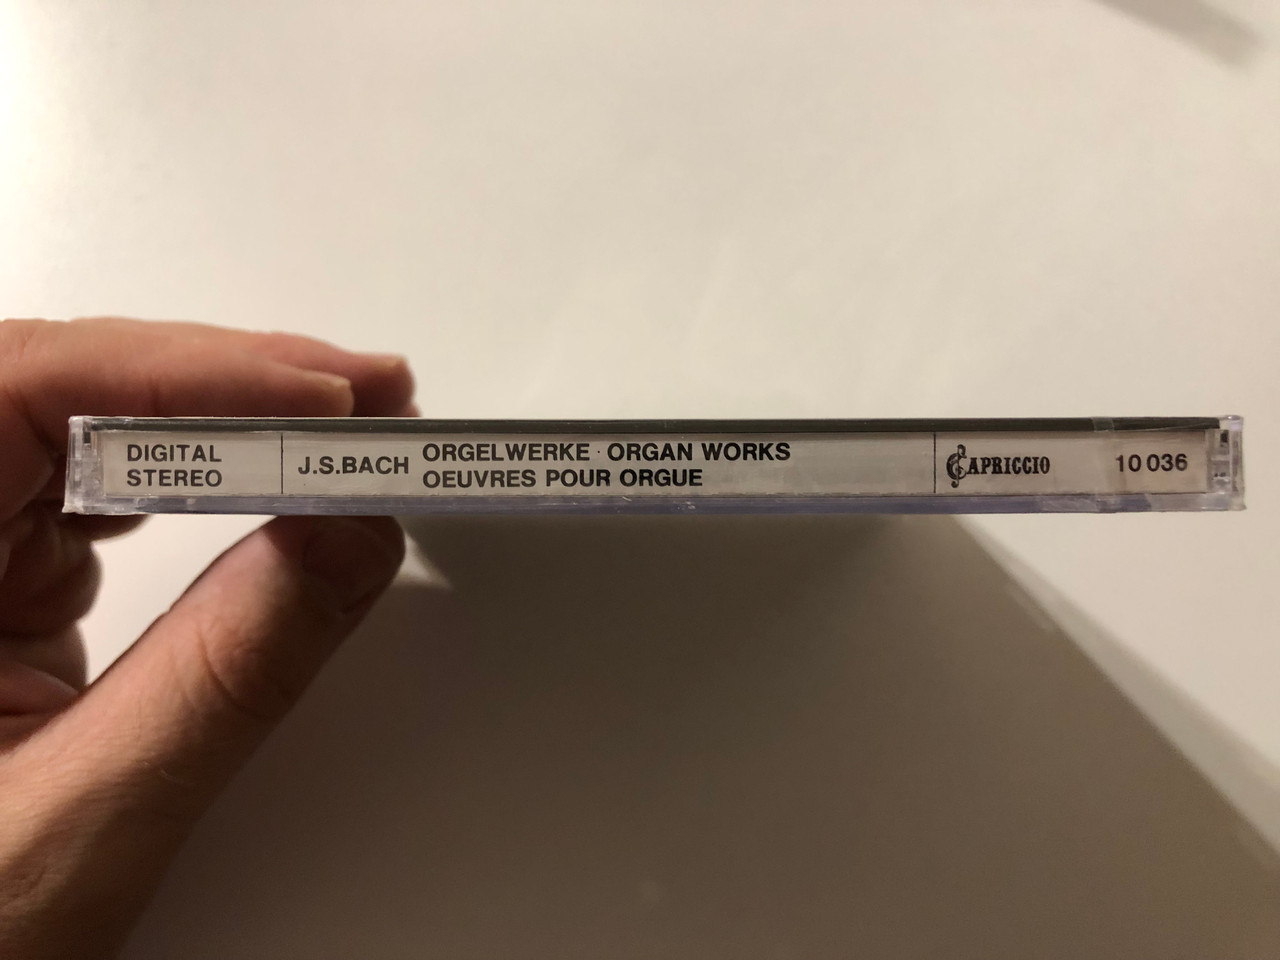 DIGITAL
STEREO
J.S.BACH
ORGELWERKE · ORGAN WORKS
OEUVRES POUR ORGUE
CAPRICCIO
10 036